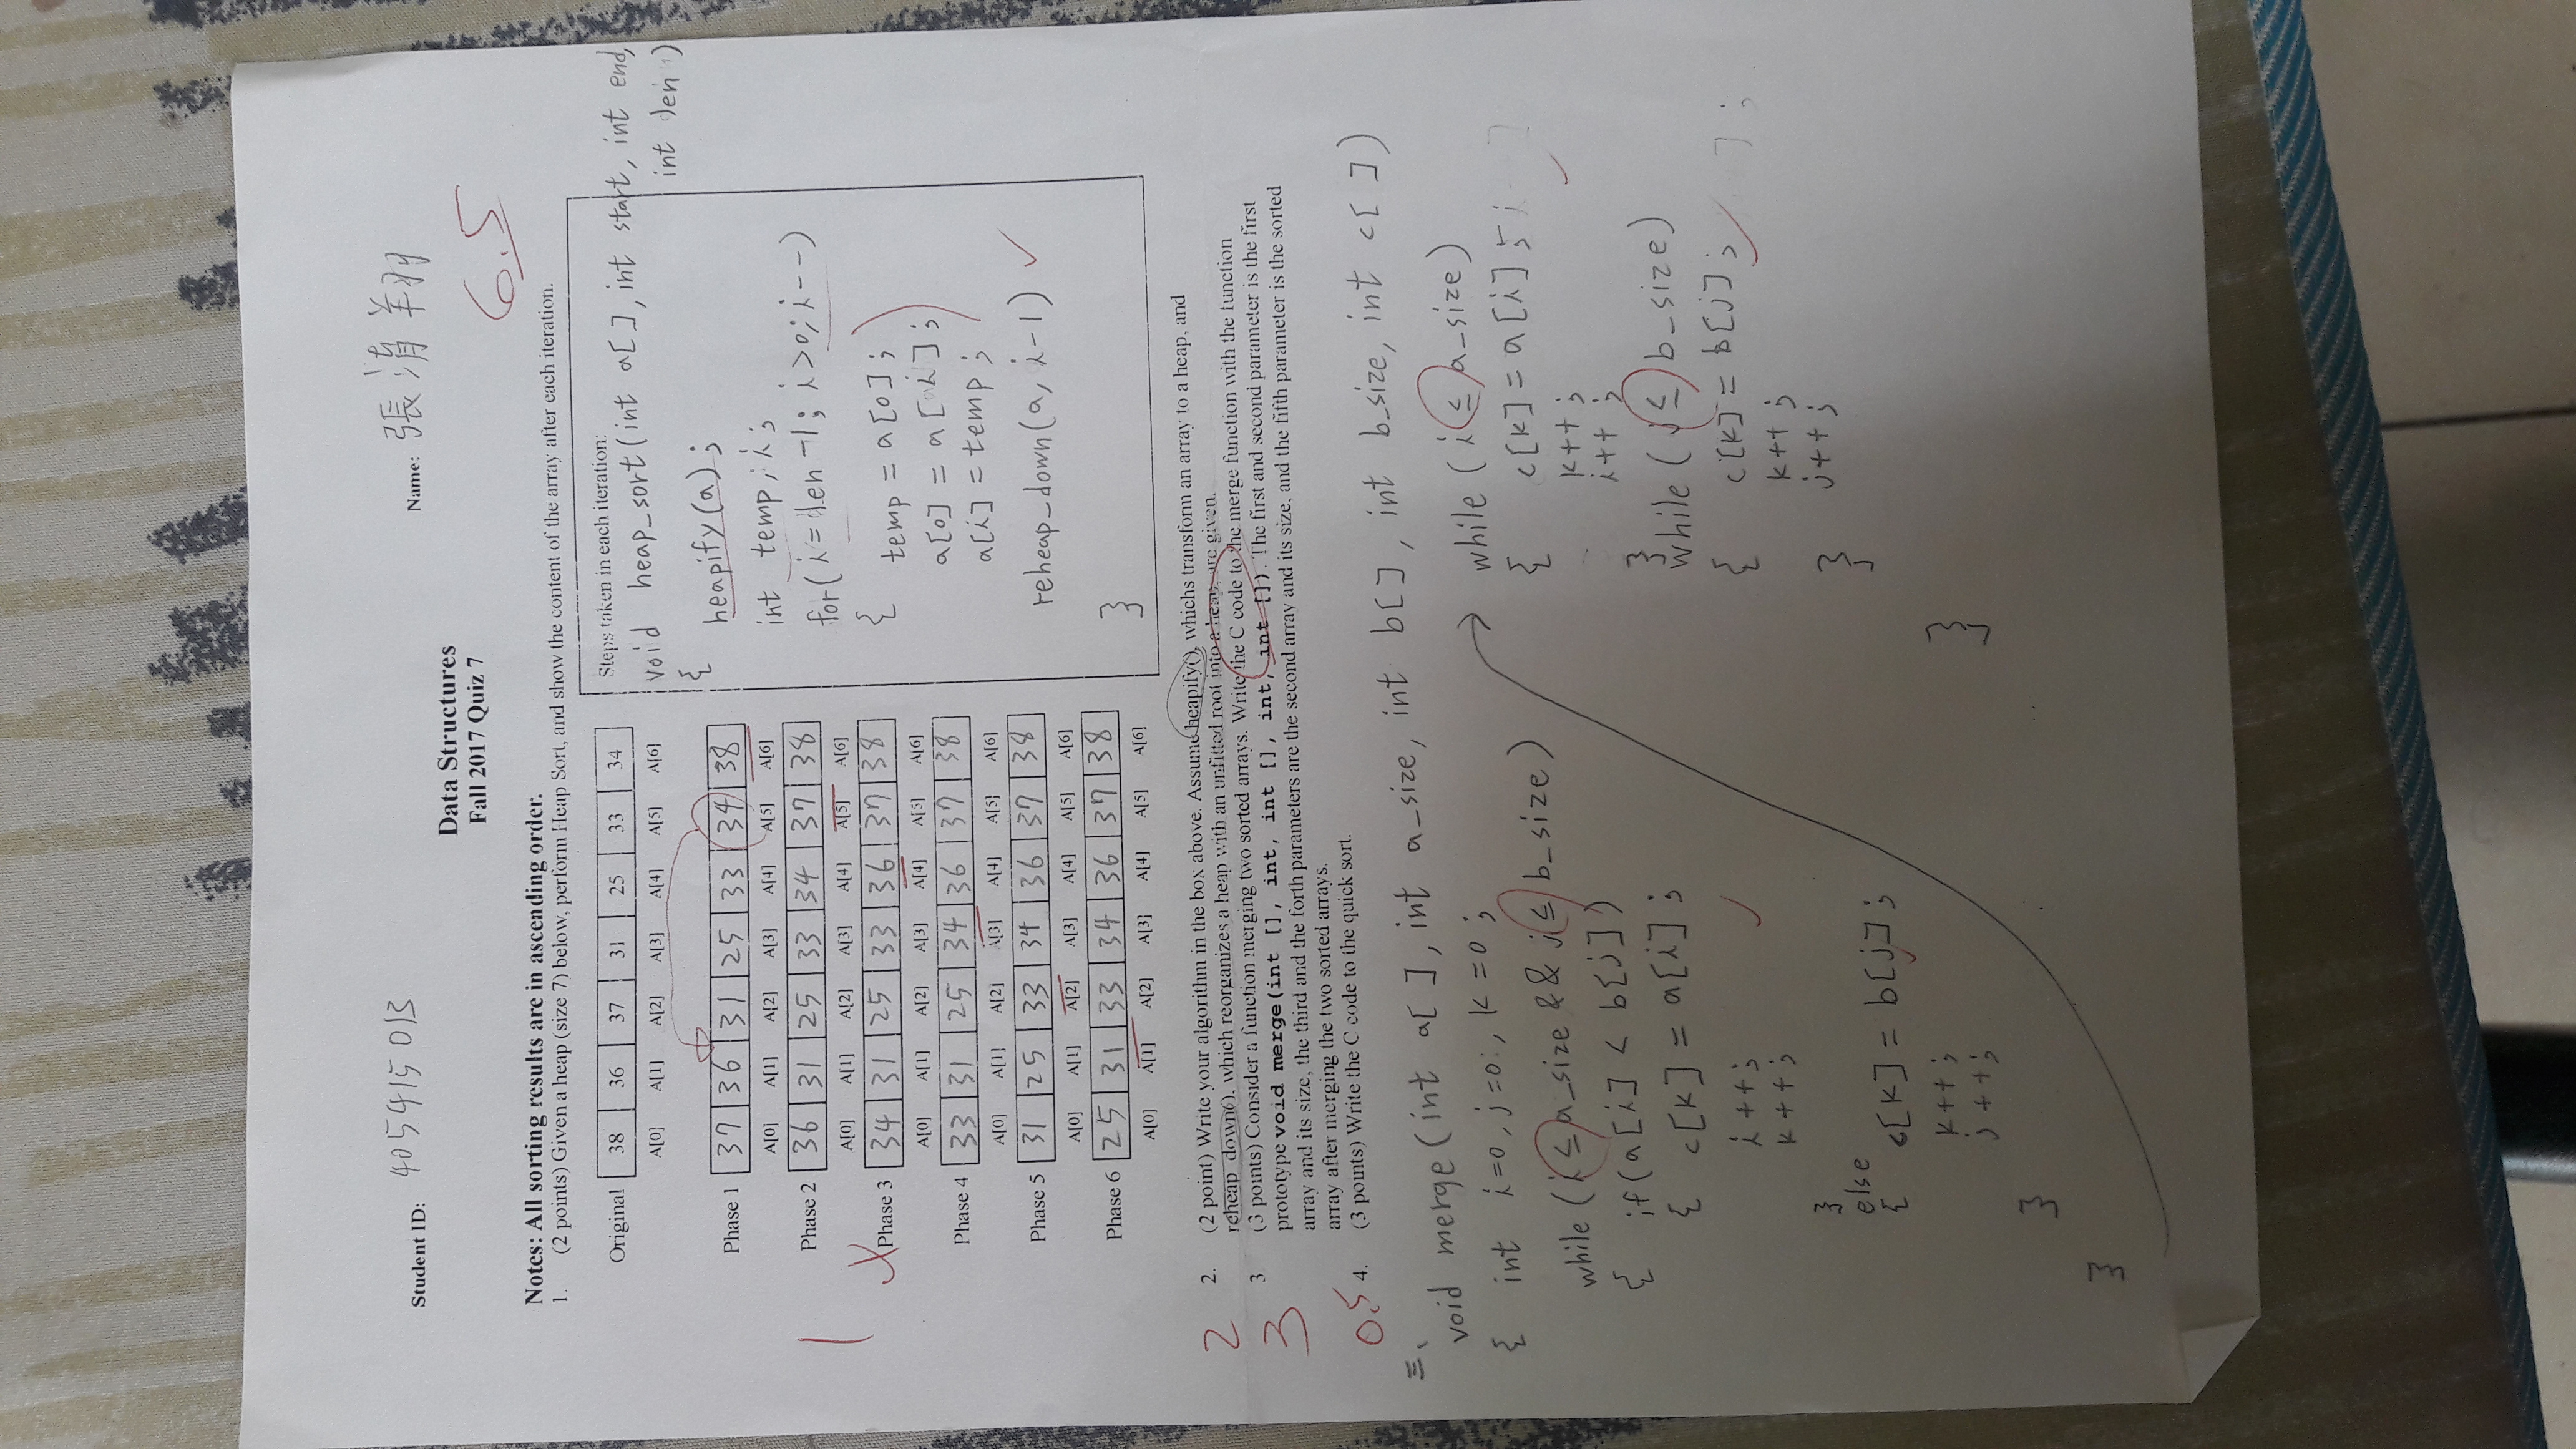 Student ID: 405415013
Name: 張清翔
Data Structures
Fall 2017 Quiz 7
6.5
Notes: All sorting results are in ascending order.
1. (2 points) Given a heap (size 7) below, perform Heap Sort, and show the content of the array after each iteration.
Original 38 36 37 31 25 33 34
A[0] A[1] A[2] A[3] A[4] A[5] A[6]
Phase 1 37 36 31 25 33 34 38
A[0] A[1] A[2] A[3] A[4] A[5] A[6]
Phase 2 36 31 25 33 34 37 38
A[0] A[1] A[2] A[3] A[4] A[5] A[6]
1
Phase 3 34 31 25 33 36 37 38
A[0] A[1] A[2] A[3] A[4] A[5] A[6]
Phase 4 33 31 25 34 36 37 38
A[0] A[1] A[2] A[3] A[4] A[5] A[6]
Phase 5 31 25 33 34 36 37 38
A[0] A[1] A[2] A[3] A[4] A[5] A[6]
Phase 6 25 31 33 34 36 37 38
A[0] A[1] A[2] A[3] A[4] A[5] A[6]
Steps taken in each iteration:
void heap_sort(int a[], int start, int end,
int len)
{
heapify(a);
int temp, i;
for(i=len-1; i>0; i--)
{ temp = a[0];
a[0] = a[i];
a[i] = temp;
reheap_down(a, i-1)
}
2
2. (2 point) Write your algorithm in the box above. Assume heapify(), whichs transform an array to a heap, and
reheap_down(), which reorganizes a heap with an unfitted root into a heap, are given.
3
3 (3 points) Consider a function merging two sorted arrays. Write the C code to the merge function with the function
prototype void merge(int [], int, int [], int, int []). The first and second parameter is the first
array and its size, the third and the forth parameters are the second array and its size, and the fifth parameter is the sorted
array after merging the two sorted arrays.
0.5
4. (3 points) Write the C code to the quick sort.
三、
void merge(int a[], int a_size, int b[], int b_size, int c[])
{ int i=0, j=0, k=0;
while (i ≤ a_size && j ≤ b_size)
{ if(a[i] < b[j])
{ c[k] = a[i];
i++;
k++;
}
else
{ c[k] = b[j];
k++;
j++;
}
}
while (i ≤ a_size)
{ c[k] = a[i];
k++;
i++;
}
while (j ≤ b_size)
{ c[k] = b[j];
k++;
j++;
}
}